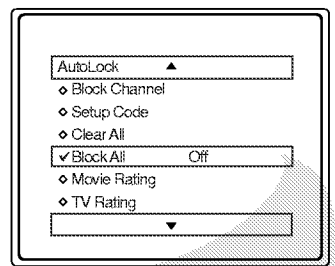 AutoLock ▲
◆ Block Channel
◆ Setup Code
◆ Clear All
✔ Block All Off
◆ Movie Rating
◆ TV Rating
▼